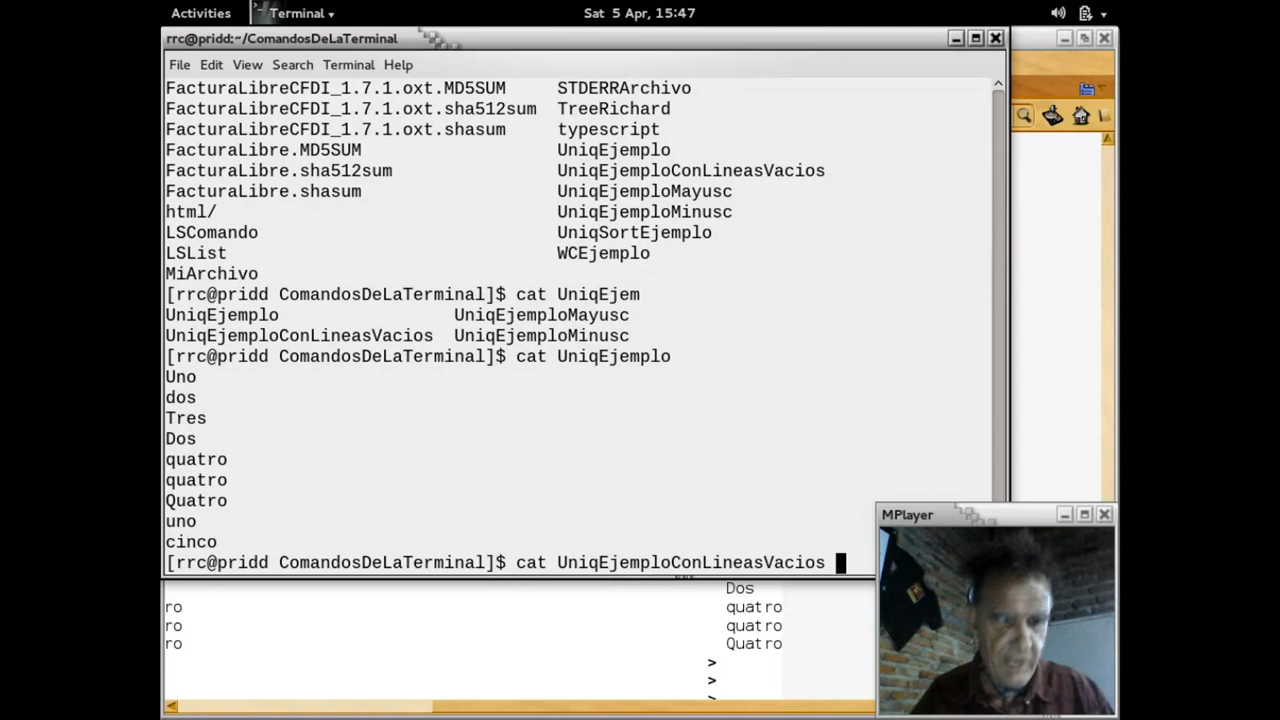 Activities Terminal Sat 5 Apr, 15:47
rrc@pridd:~/ComandosDeLaTerminal
File Edit View Search Terminal Help
FacturaLibreCFDI_1.7.1.oxt.MD5SUM STDERRArchivo
FacturaLibreCFDI_1.7.1.oxt.sha512sum TreeRichard
FacturaLibreCFDI_1.7.1.oxt.shasum typescript
FacturaLibre.MD5SUM UniqEjemplo
FacturaLibre.sha512sum UniqEjemploConLineasVacios
FacturaLibre.shasum UniqEjemploMayusc
html/ UniqEjemploMinusc
LSComando UniqSortEjemplo
LSList WCEjemplo
MiArchivo
[rrc@pridd ComandosDeLaTerminal]$ cat UniqEjem
UniqEjemplo UniqEjemploMayusc
UniqEjemploConLineasVacios UniqEjemploMinusc
[rrc@pridd ComandosDeLaTerminal]$ cat UniqEjemplo
Uno
dos
Tres
Dos
quatro
quatro
Quatro
uno
cinco
[rrc@pridd ComandosDeLaTerminal]$ cat UniqEjemploConLineasVacios
MPlayer
Dos
ro quatro
ro quatro
ro Quatro
>
>